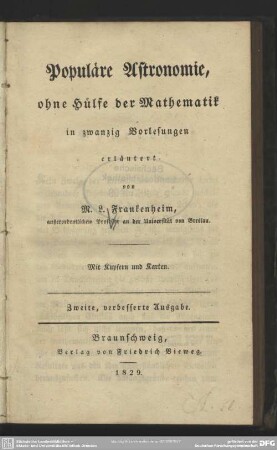 Populäre Astronomie,
ohne Hülfe der Mathematik
in zwanzig Vorlesungen
erläutert
von
M. L. Frankenheim,
außerordentlichem Professor an der Universität von Breslau.
Mit Kupfern und Karten.
Zweite, verbesserte Ausgabe.
Braunschweig,
Verlag von Friedrich Vieweg.
1829.